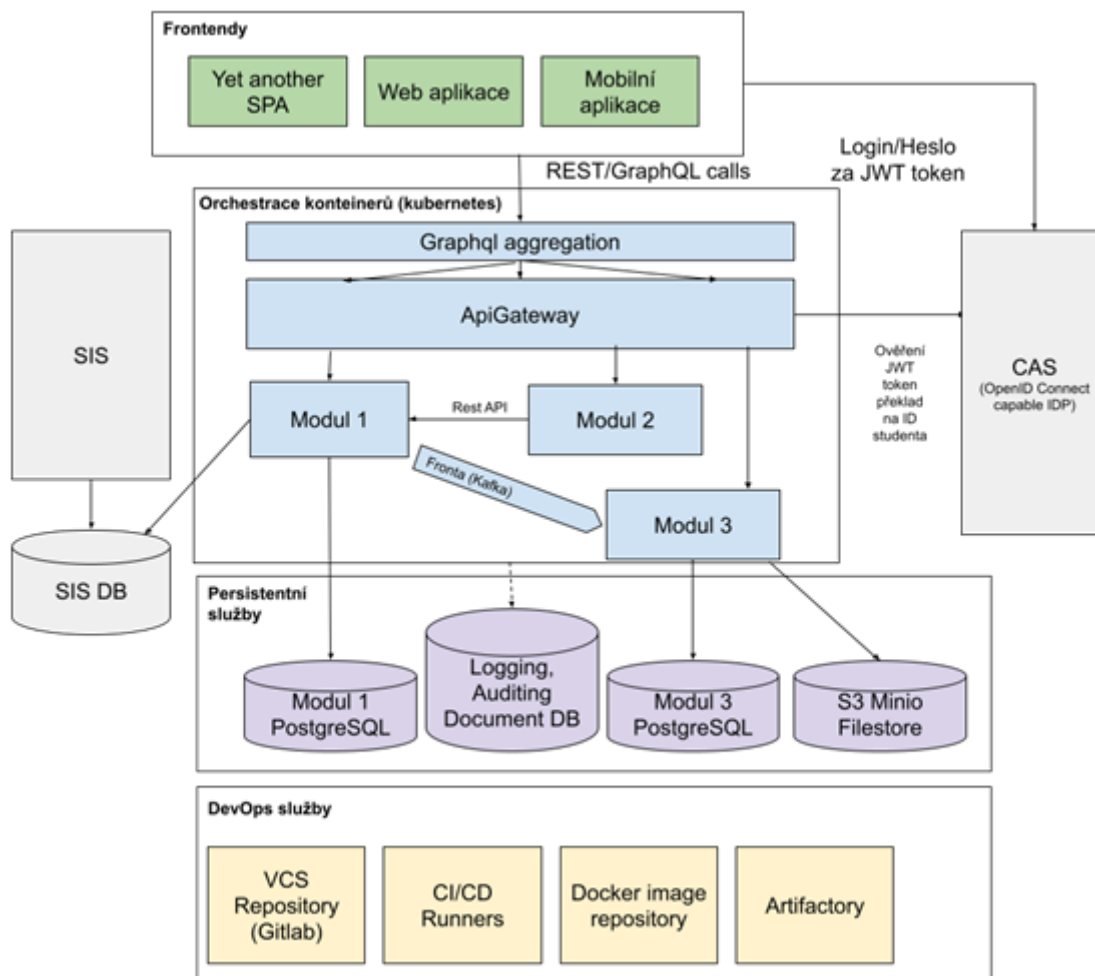 Frontendy
Yet another
SPA
Web aplikace
Mobilní
aplikace
REST/GraphQL calls
Login/Heslo
za JWT token
Orchestrace konteinerů (kubernetes)
Graphql aggregation
ApiGateway
SIS
Modul 1
Rest API
Modul 2
Ověření
JWT
token
překlad
na ID
studenta
CAS
(OpenID Connect
capable IDP)
Fronta (Kafka)
Modul 3
SIS DB
Persistentní
služby
Modul 1
PostgreSQL
Logging,
Auditing
Document DB
Modul 3
PostgreSQL
S3 Minio
Filestore
DevOps služby
VCS
Repository
(Gitlab)
CI/CD
Runners
Docker image
repository
Artifactory